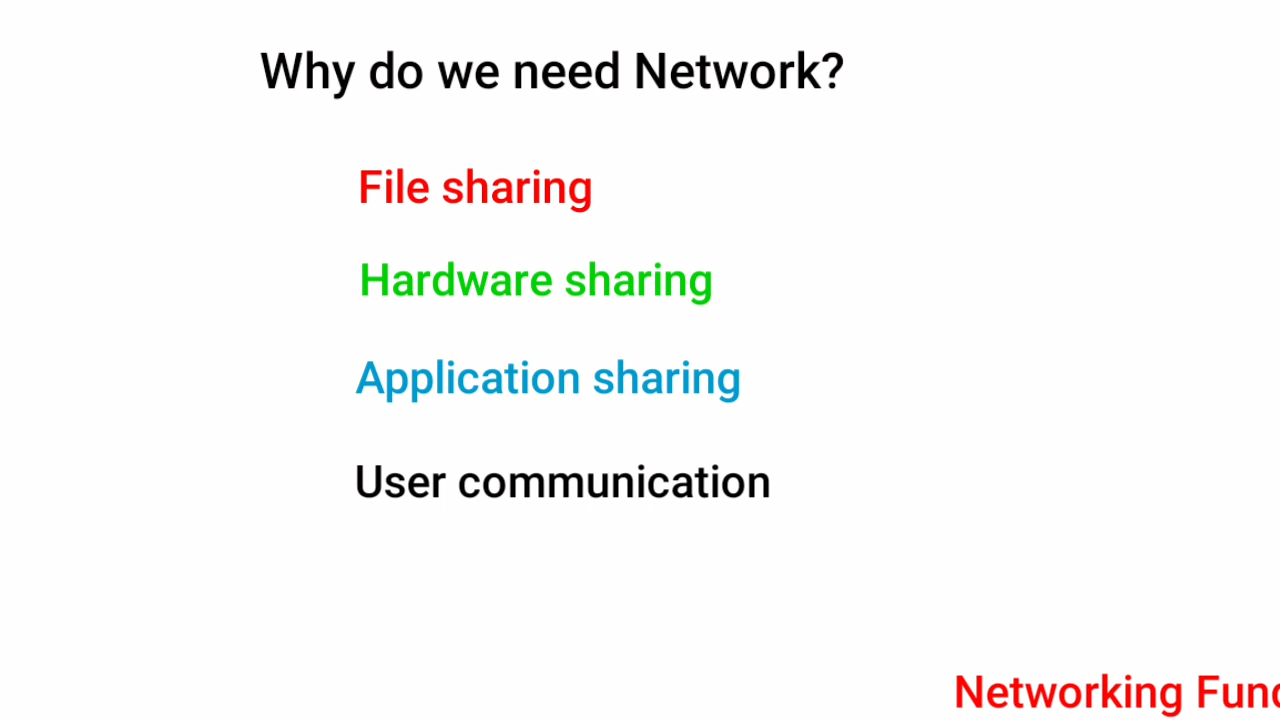 Why do we need Network?
File sharing
Hardware sharing
Application sharing
User communication
Networking